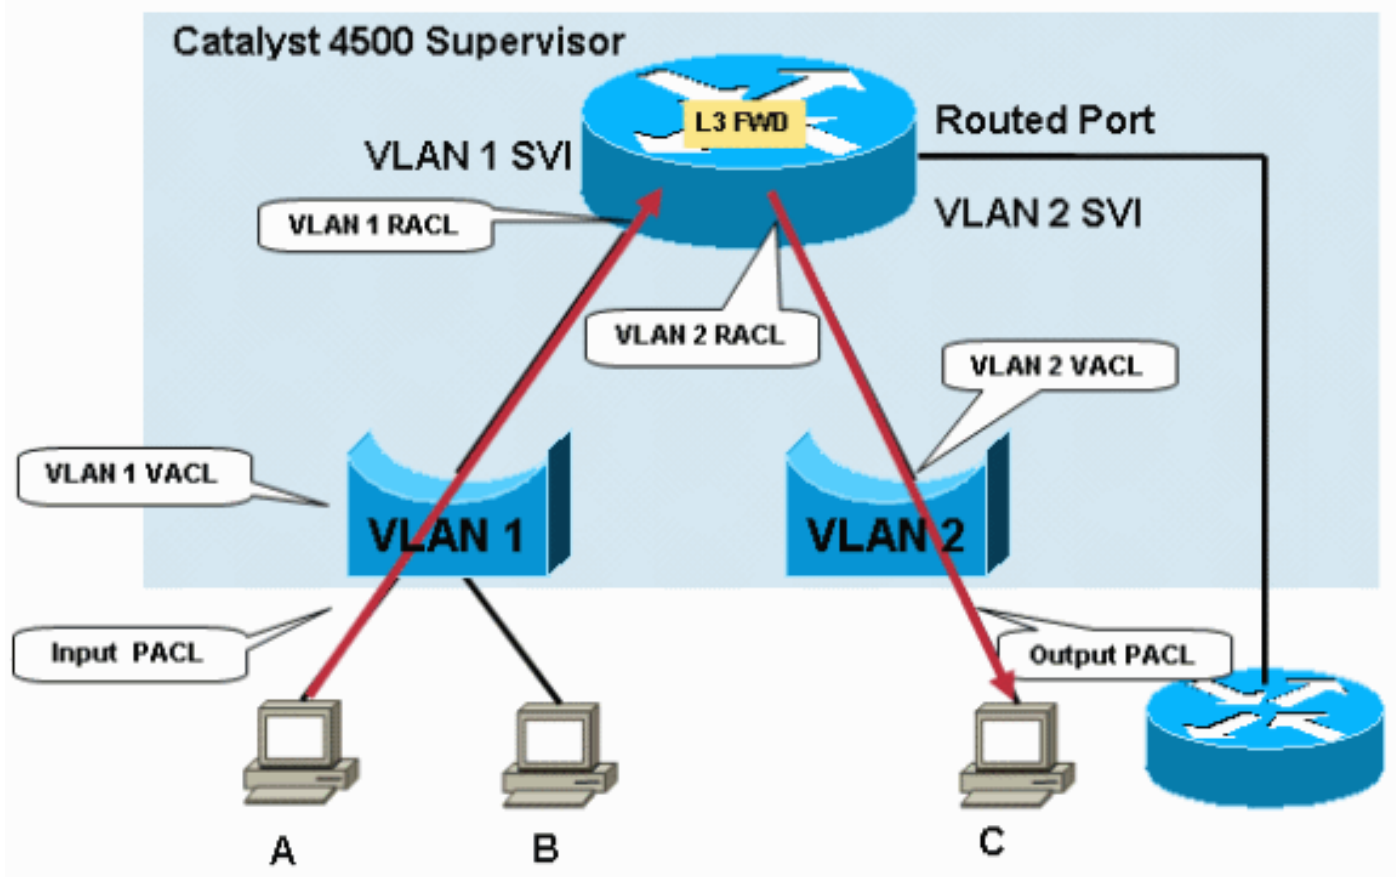 Catalyst 4500 Supervisor
L3 FWD
Routed Port
VLAN 1 SVI
VLAN 1 RACL
VLAN 2 SVI
VLAN 2 RACL
VLAN 2 VACL
VLAN 1 VACL
VLAN 1
VLAN 2
Input PACL
Output PACL
A
B
C